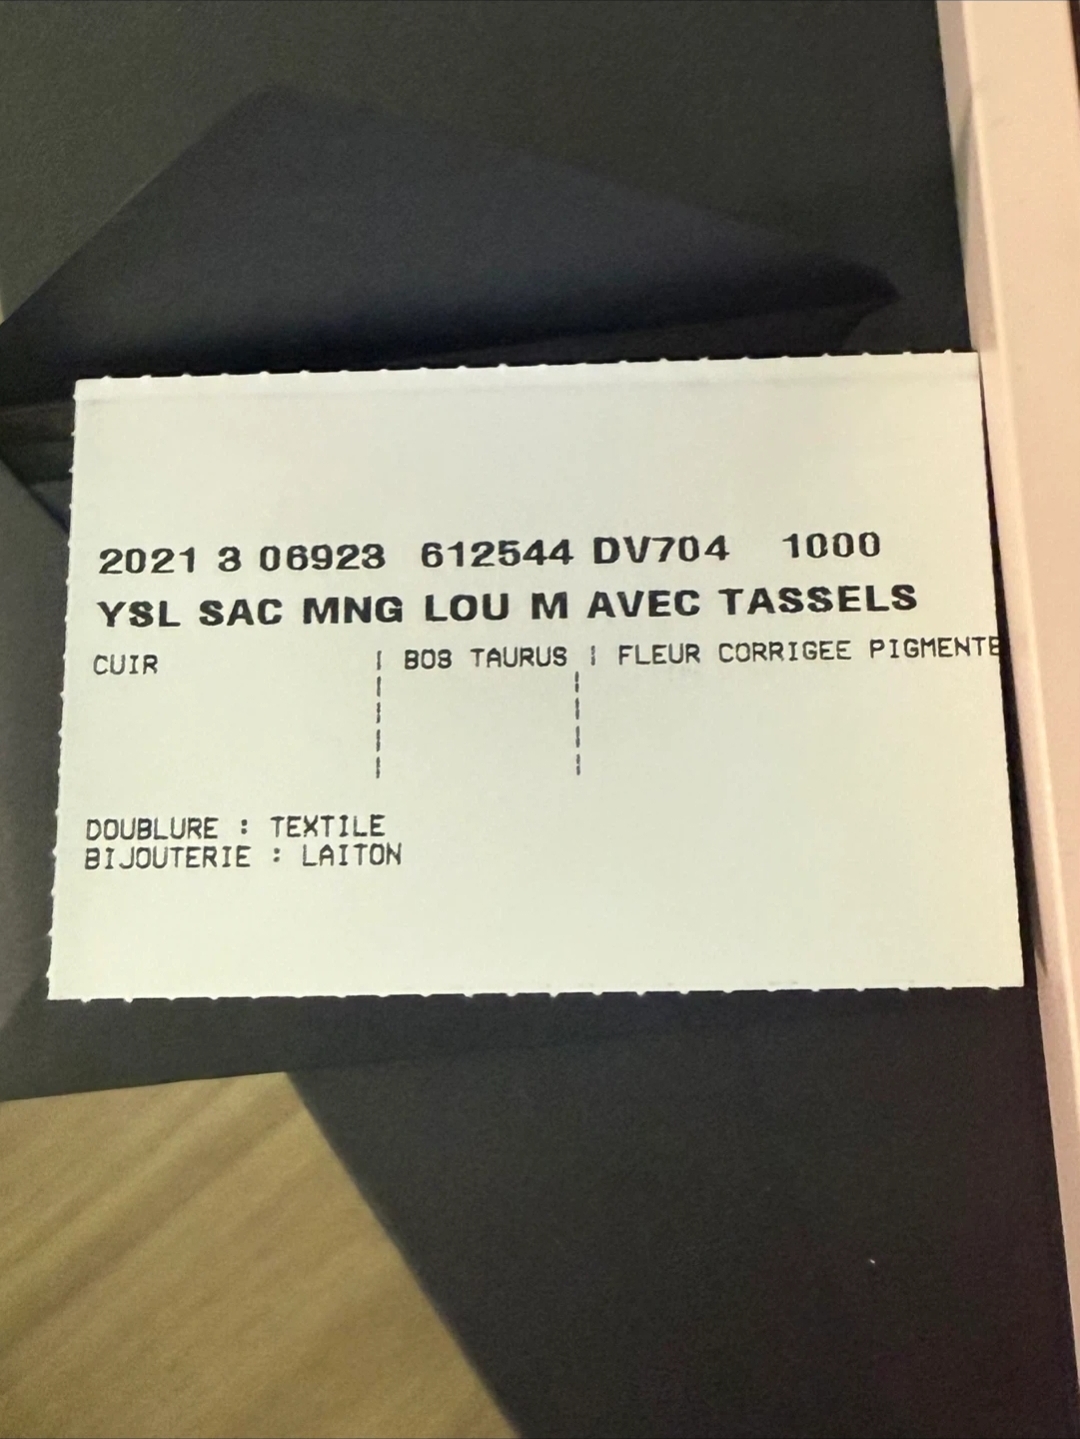 2021 3 06923 612544 DV704 1000
YSL SAC MNG LOU M AVEC TASSELS
CUIR | BOS TAURUS | FLEUR CORRIGEE PIGMENTE
DOUBLURE : TEXTILE
BIJOUTERIE : LAITON